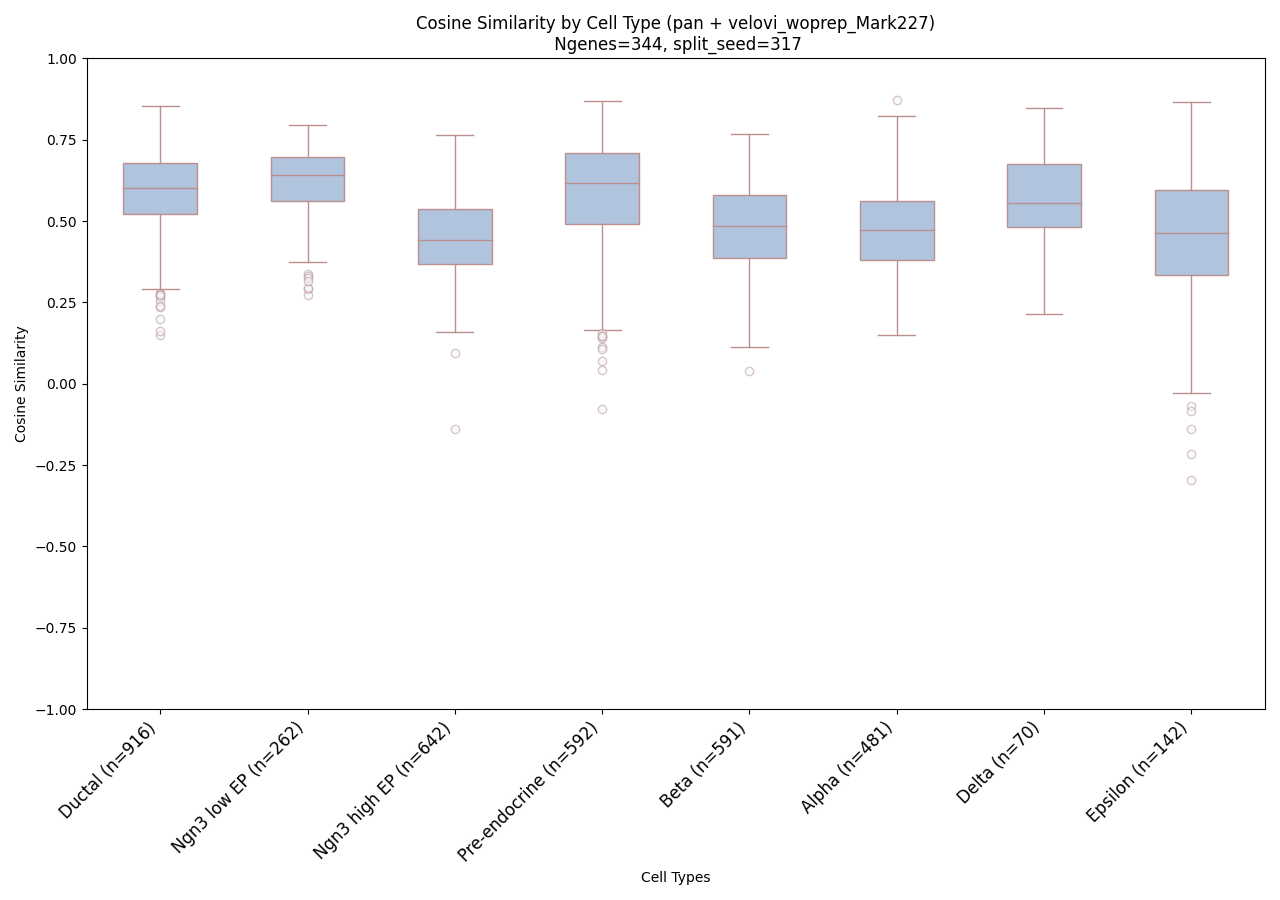 Cosine Similarity by Cell Type (pan + velovi_woprep_Mark227)
Ngenes=344, split_seed=317
1.00
0.75
0.50
0.25
0.00
−0.25
−0.50
−0.75
−1.00
Cosine Similarity
Ductal (n=916)
Ngn3 low EP (n=262)
Ngn3 high EP (n=642)
Pre-endocrine (n=592)
Beta (n=591)
Alpha (n=481)
Delta (n=70)
Epsilon (n=142)
Cell Types